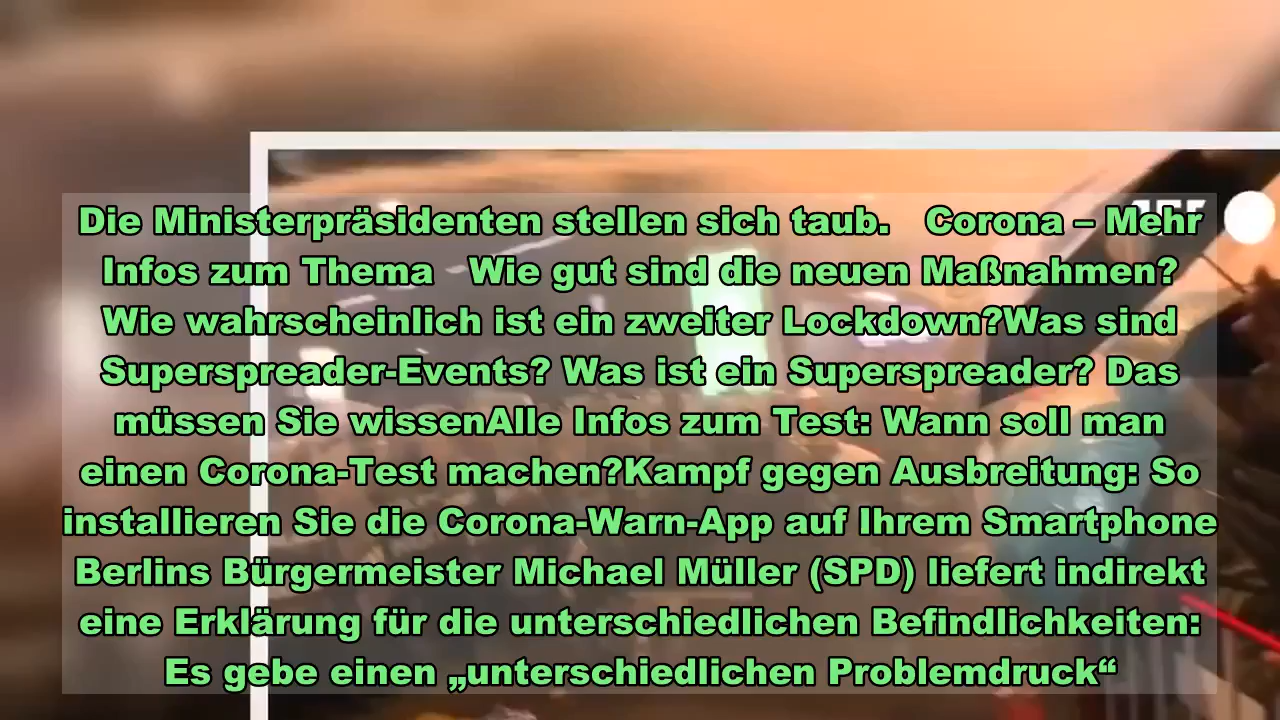 Die Ministerpräsidenten stellen sich taub.   Corona – Mehr
Infos zum Thema   Wie gut sind die neuen Maßnahmen?
Wie wahrscheinlich ist ein zweiter Lockdown?Was sind
Superspreader-Events? Was ist ein Superspreader? Das
müssen Sie wissenAlle Infos zum Test: Wann soll man
einen Corona-Test machen?Kampf gegen Ausbreitung: So
installieren Sie die Corona-Warn-App auf Ihrem Smartphone
Berlins Bürgermeister Michael Müller (SPD) liefert indirekt
eine Erklärung für die unterschiedlichen Befindlichkeiten:
Es gebe einen „unterschiedlichen Problemdruck“